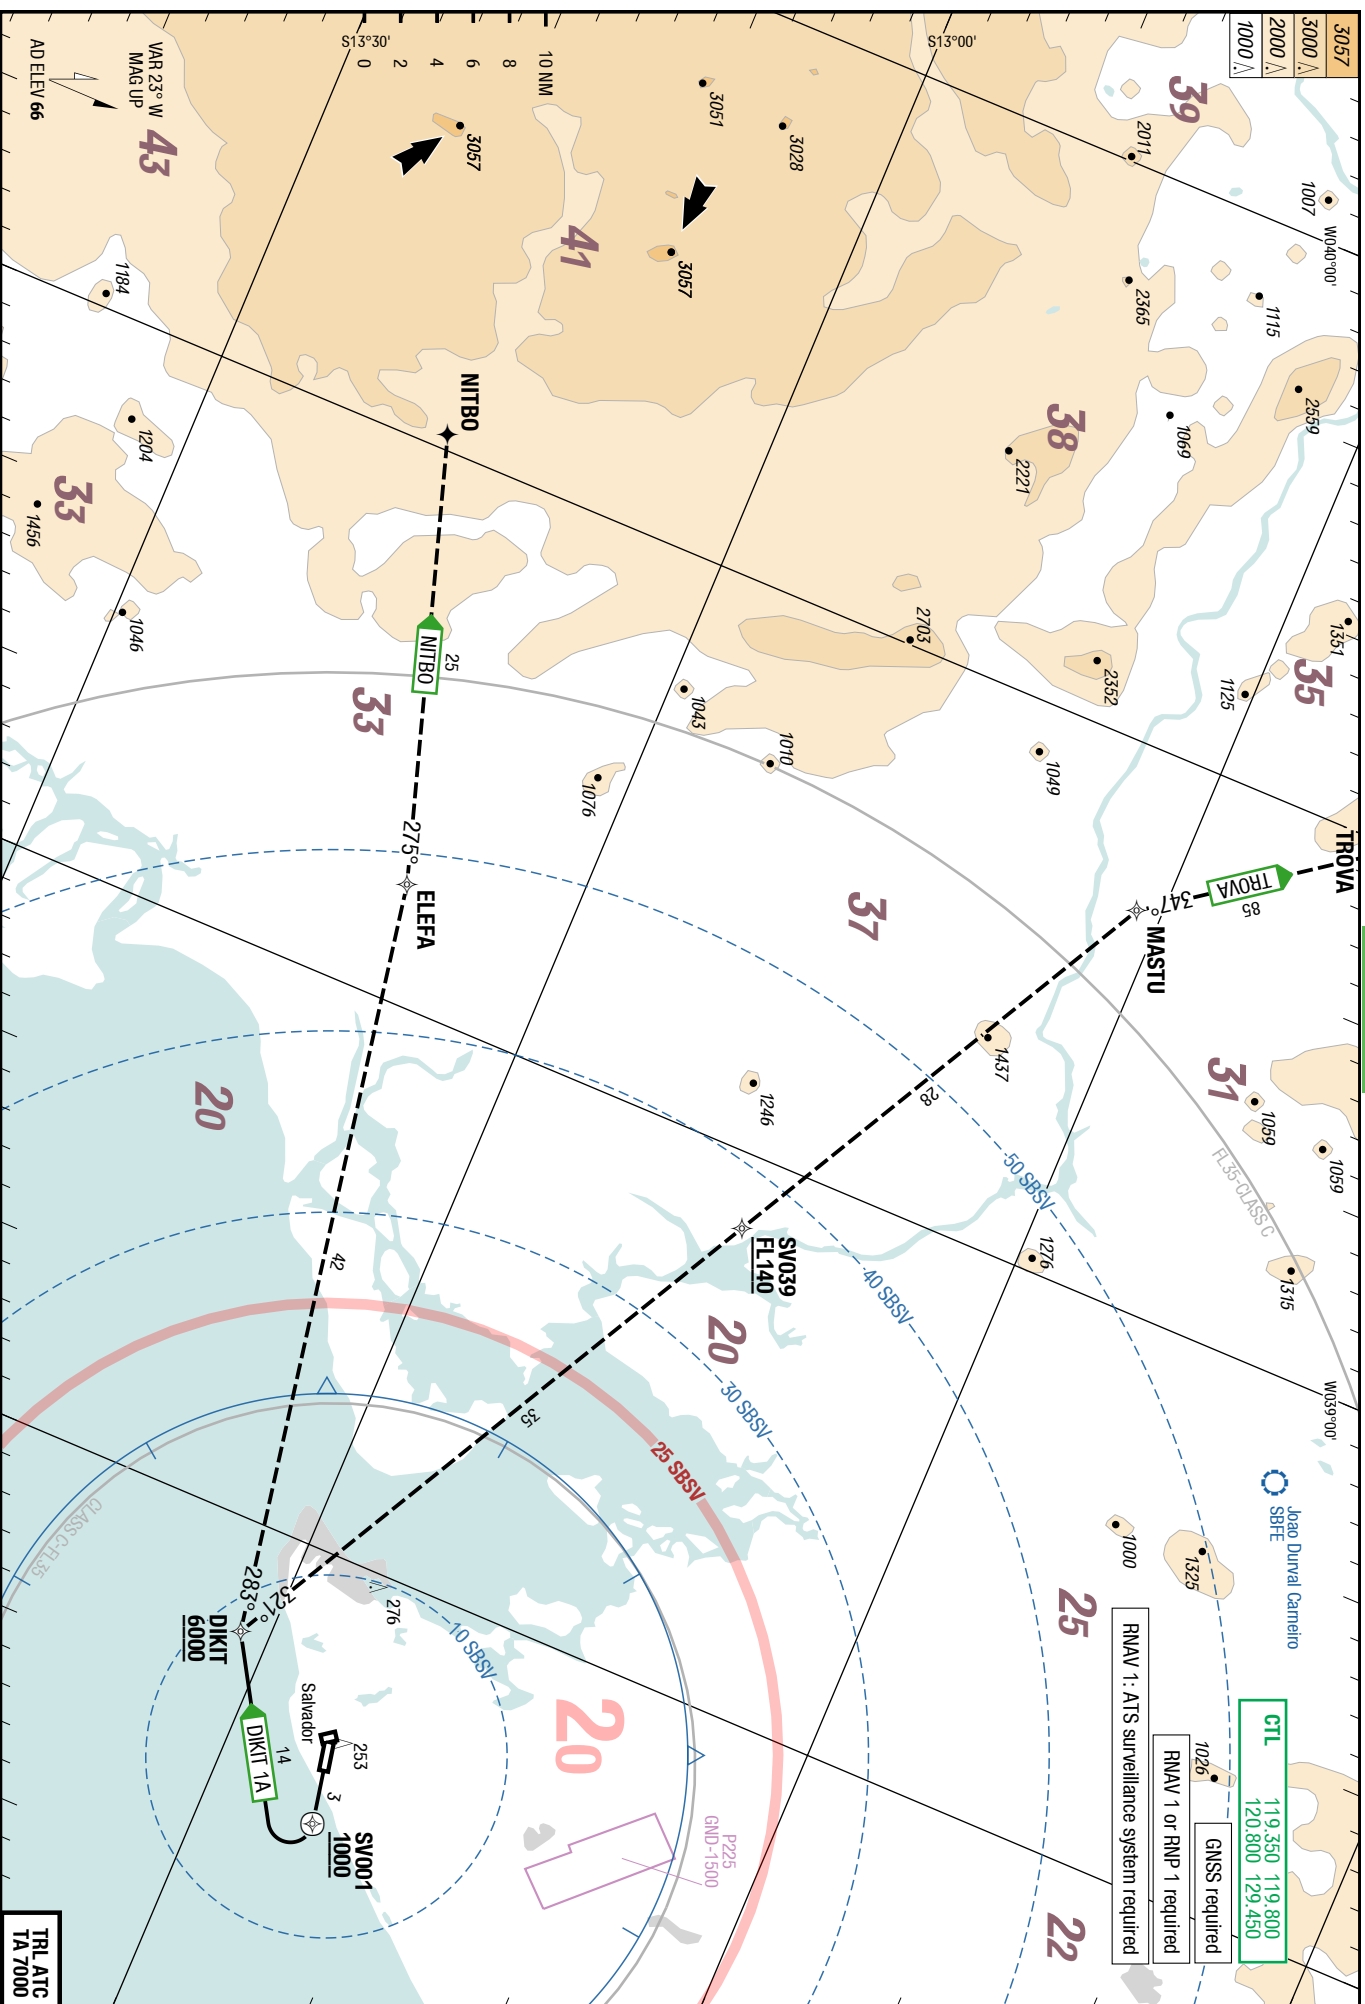 3057
3000
2000
1000
S13°30'
S13°00'
W040°00'
W039°00'
0
2
4
6
8
10 NM
VAR 23° W
MAG UP
AD ELEV 66
39
43
41
38
33
35
33
37
31
20
20
25
22
20
3051
3028
3057
3057
2011
1007
1115
2365
2559
1069
2221
1184
1204
1456
1046
2703
2352
1351
1125
1043
1010
1049
1076
1437
1246
1059
1059
1276
1315
1000
1325
1026
276
253
NITBO
NITBO
25
275°
ELEFA
42
283°
TROVA
TROVA
85
347°
MASTU
28
SV039
FL140
35
321°
DIKIT
6000
DIKIT 1A
14
3
SV001
1000
Salvador
10 SBSV
25 SBSV
30 SBSV
40 SBSV
50 SBSV
FL35-CLASS C
CLASS C-FL35
P225
GND-1500
Joao Durval Carneiro
SBFE
CTL
119.350 119.800
120.800 129.450
GNSS required
RNAV 1 or RNP 1 required
RNAV 1: ATS surveillance system required
TRL ATC
TA 7000